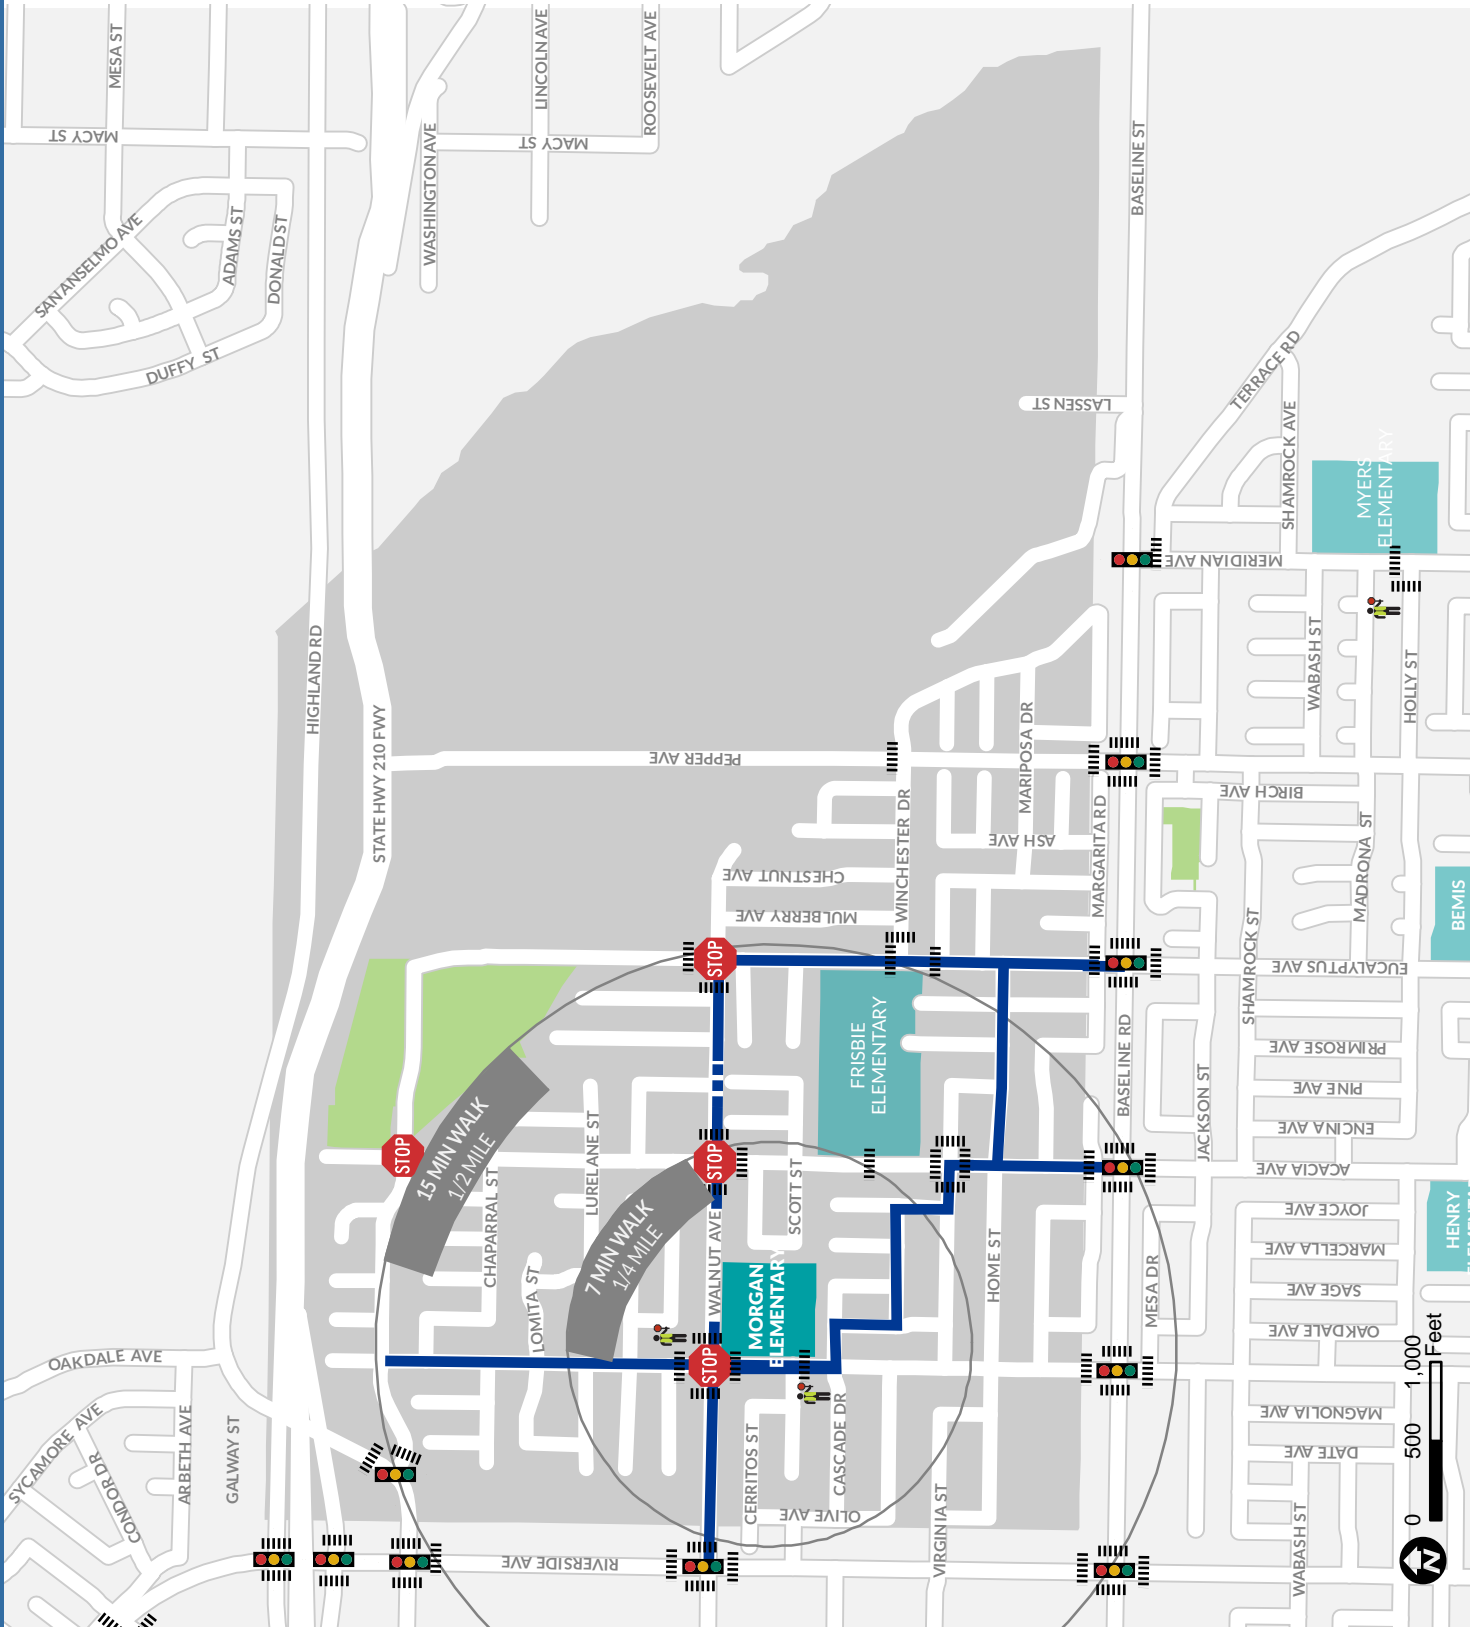 MESA ST
LINCOLN AVE
ROOSEVELT AVE
MACY ST
MACY ST
WASHINGTON AVE
BASELINE ST
SAN ANSELMO AVE
ADAMS ST
DONALD ST
DUFFY ST
TERRACE RD
LASSEN ST
SHAMROCK AVE
MYERS
ELEMENTARY
MERIDIAN AVE
HIGHLAND RD
WABASH ST
HOLLY ST
STATE HWY 210 FWY
PEPPER AVE
MARIPOSA DR
BIRCH AVE
WINCHESTER DR
ASH AVE
MARGARITA RD
MADRONA ST
CHESTNUT AVE
MULBERRY AVE
BEMIS
STOP
SHAMROCK ST
EUCALYPTUS AVE
FRISBIE
ELEMENTARY
BASELINE RD
PRIMROSE AVE
PINE AVE
ENCINA AVE
JACKSON ST
ACACIA AVE
STOP
STOP
15 MIN WALK
1/2 MILE
LURELANE ST
CHAPARRAL ST
SCOTT ST
JOYCE AVE
HENRY
7 MIN WALK
1/4 MILE
WALNUT AVE
HOME ST
MARCELLA AVE
MESA DR
SAGE AVE
LOMITA ST
MORGAN
ELEMENTARY
OAKDALE AVE
OAKDALE AVE
STOP
CASCADE DR
MAGNOLIA AVE
DATE AVE
SYCAMORE AVE
CONDOR DR
ARBETH AVE
GALWAY ST
CERRITOS ST
OLIVE AVE
VIRGINIA ST
WABASH ST
RIVERSIDE AVE
0 500 1,000
Feet
N